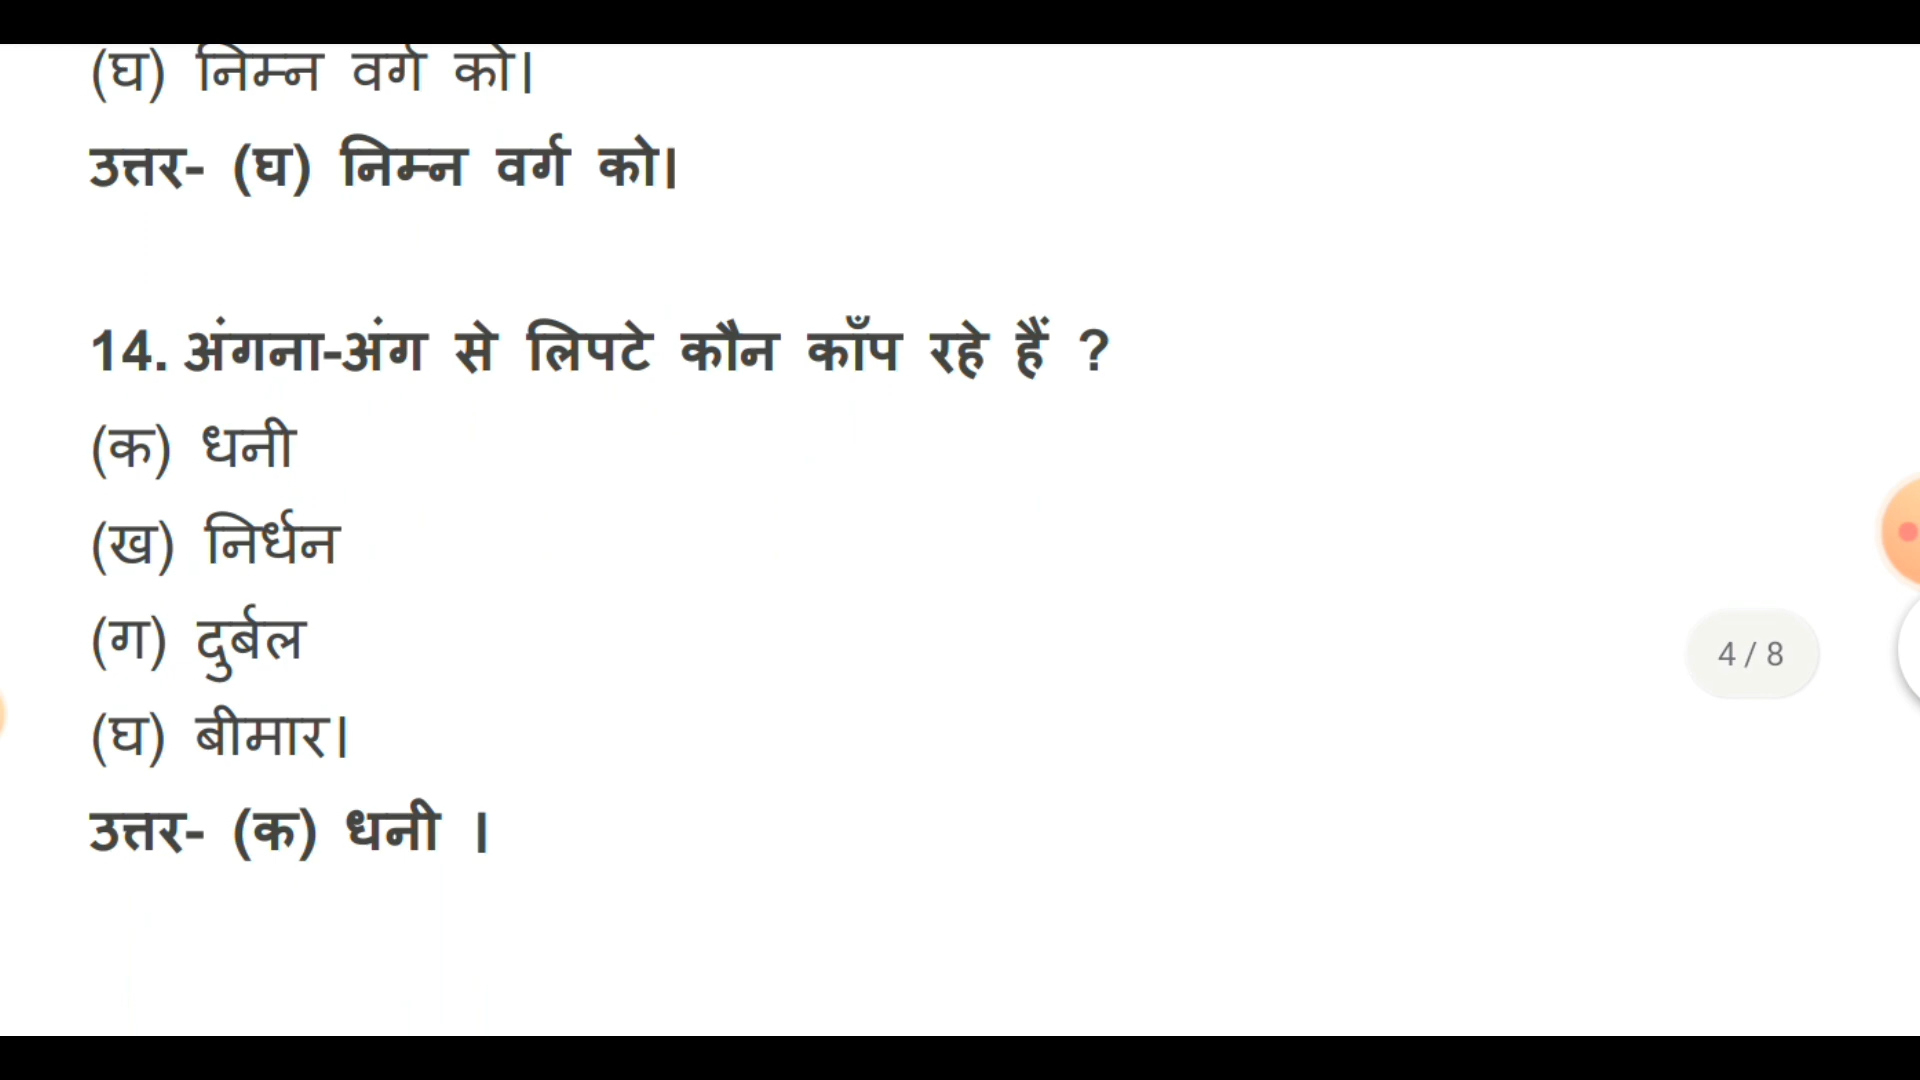 (घ) निम्न वर्ग को।
उत्तर- (घ) निम्न वर्ग को।
14. अंगना-अंग से लिपटे कौन काँप रहे हैं ?
(क) धनी
(ख) निर्धन
(ग) दुर्बल
(घ) बीमार।
4 / 8
उत्तर- (क) धनी ।